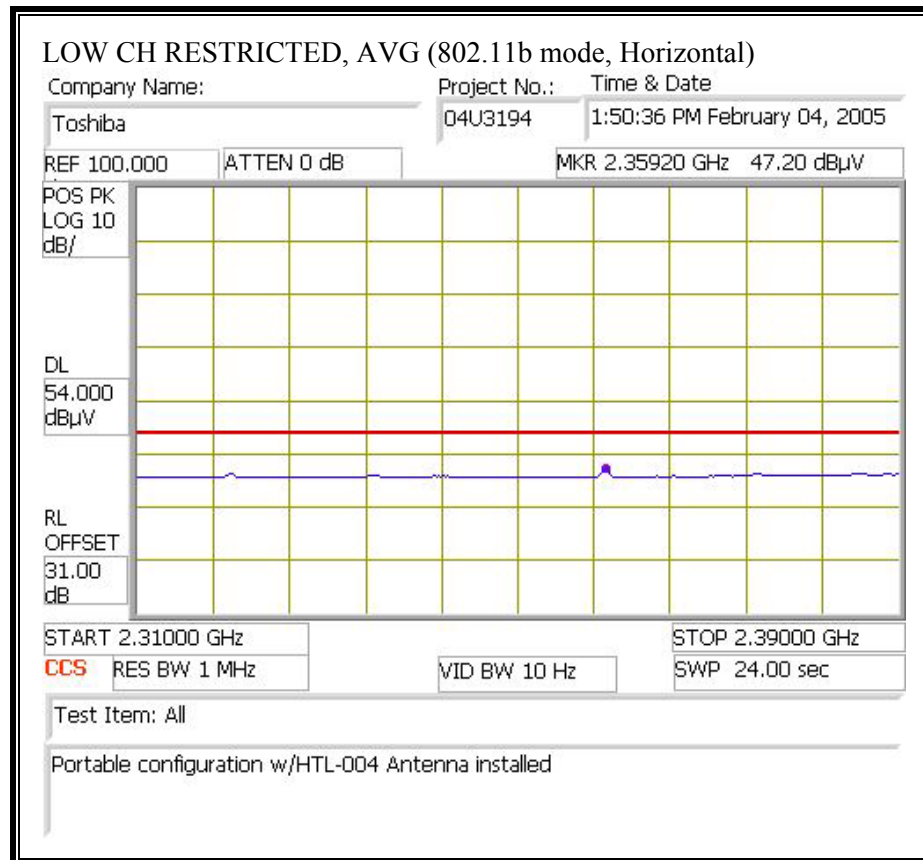 LOW CH RESTRICTED, AVG (802.11b mode, Horizontal)
Company Name:
Project No.:
Time & Date
Toshiba
04U3194
1:50:36 PM February 04, 2005
REF 100.000
ATTEN 0 dB
MKR 2.35920 GHz 47.20 dBµV
POS PK
LOG 10
dB/
DL
54.000
dBµV
RL
OFFSET
31.00
dB
START 2.31000 GHz
STOP 2.39000 GHz
CCS
RES BW 1 MHz
VID BW 10 Hz
SWP 24.00 sec
Test Item: All
Portable configuration w/HTL-004 Antenna installed